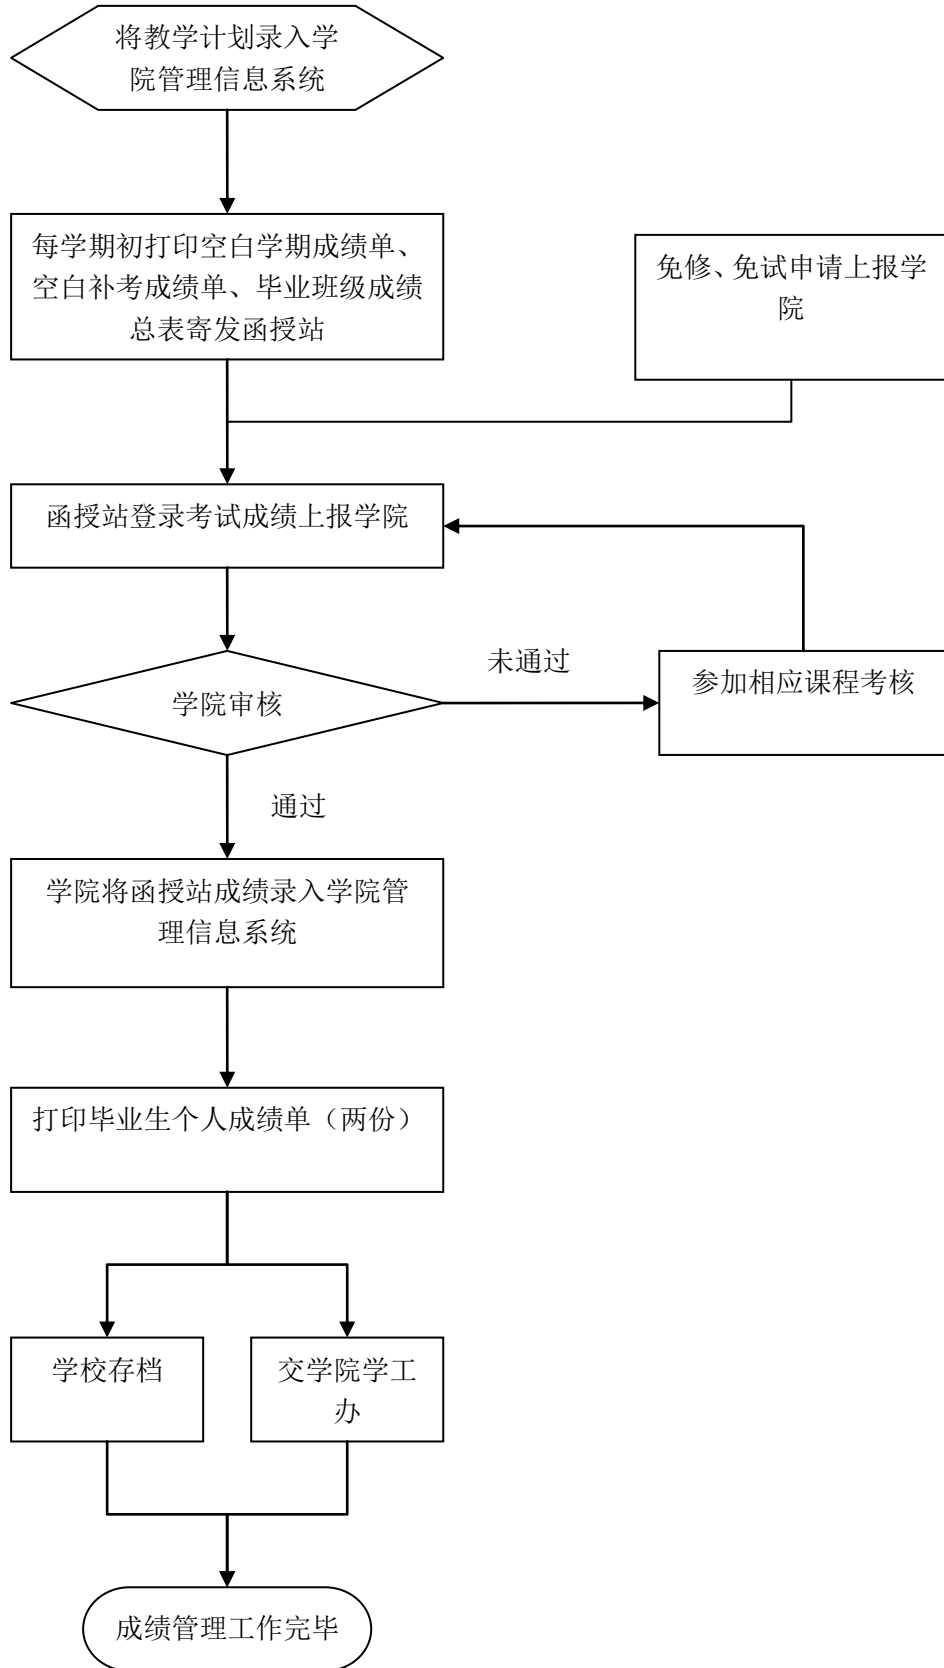 将教学计划录入学
院管理信息系统
每学期初打印空白学期成绩单、
空白补考成绩单、毕业班级成绩
总表寄发函授站
免修、免试申请上报学
院
函授站登录考试成绩上报学院
未通过
学院审核
参加相应课程考核
通过
学院将函授站成绩录入学院管
理信息系统
打印毕业生个人成绩单（两份）
学校存档
交学院学工
办
成绩管理工作完毕